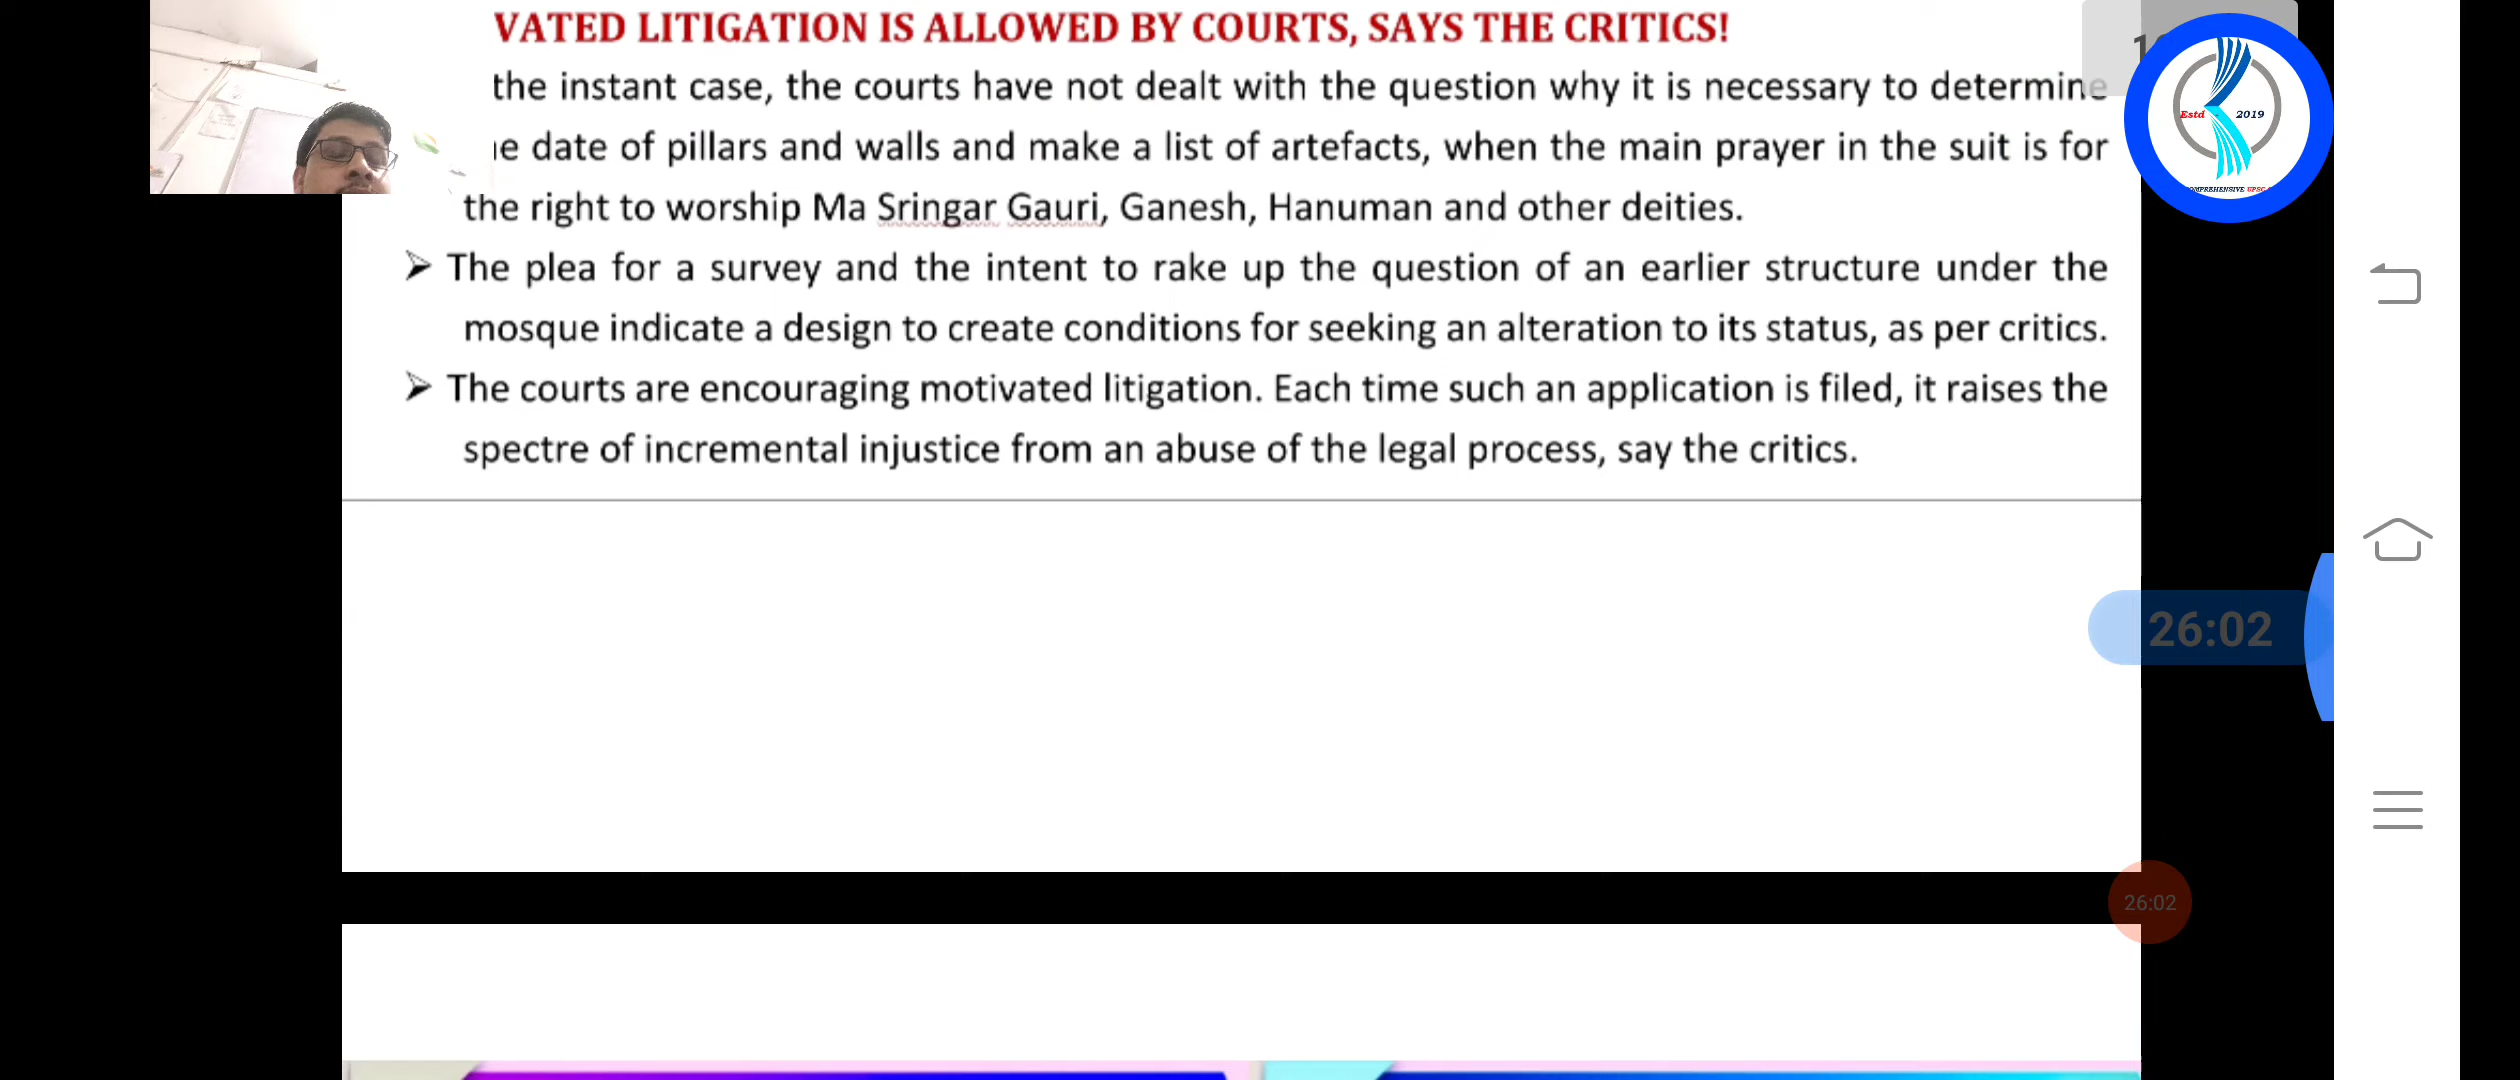 VATED LITIGATION IS ALLOWED BY COURTS, SAYS THE CRITICS!
the instant case, the courts have not dealt with the question why it is necessary to determine
e date of pillars and walls and make a list of artefacts, when the main prayer in the suit is for
the right to worship Ma Sringar Gauri, Ganesh, Hanuman and other deities.
➢ The plea for a survey and the intent to rake up the question of an earlier structure under the
mosque indicate a design to create conditions for seeking an alteration to its status, as per critics.
➢ The courts are encouraging motivated litigation. Each time such an application is filed, it raises the
spectre of incremental injustice from an abuse of the legal process, say the critics.
Estd 2019
COMPREHENSIVE UPSC
26:02
26:02